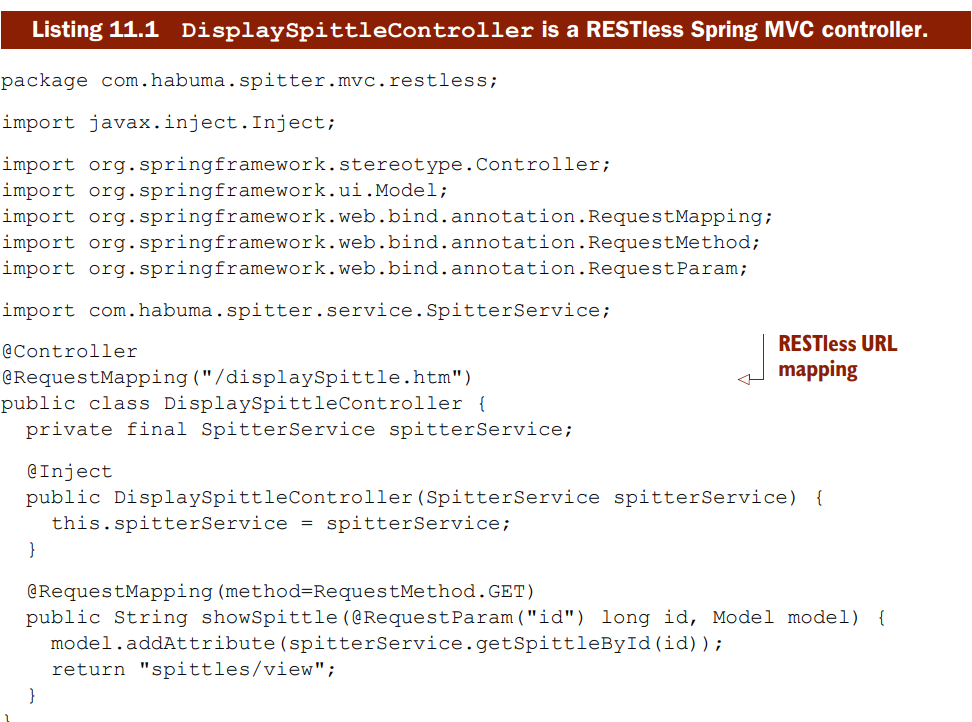 Listing 11.1 DisplaySpittleController is a RESTless Spring MVC controller.
package com.habuma.spitter.mvc.restless;
import javax.inject.Inject;
import org.springframework.stereotype.Controller;
import org.springframework.ui.Model;
import org.springframework.web.bind.annotation.RequestMapping;
import org.springframework.web.bind.annotation.RequestMethod;
import org.springframework.web.bind.annotation.RequestParam;
import com.habuma.spitter.service.SpitterService;
@Controller
RESTless URL
mapping
@RequestMapping("/displaySpittle.htm")
public class DisplaySpittleController {
  private final SpitterService spitterService;
  @Inject
  public DisplaySpittleController(SpitterService spitterService) {
    this.spitterService = spitterService;
  }
  @RequestMapping(method=RequestMethod.GET)
  public String showSpittle(@RequestParam("id") long id, Model model) {
    model.addAttribute(spitterService.getSpittleById(id));
    return "spittles/view";
  }
}